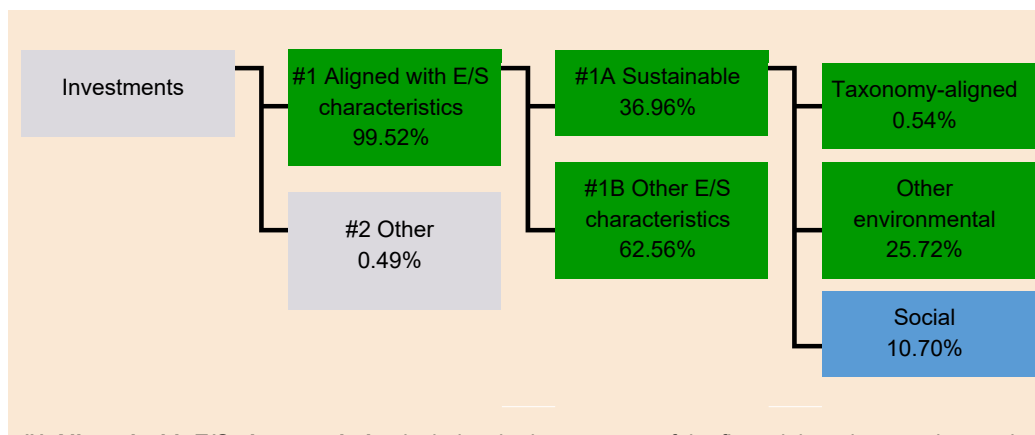 Investments
#1 Aligned with E/S
characteristics
99.52%
#2 Other
0.49%
#1A Sustainable
36.96%
#1B Other E/S
characteristics
62.56%
Taxonomy-aligned
0.54%
Other
environmental
25.72%
Social
10.70%